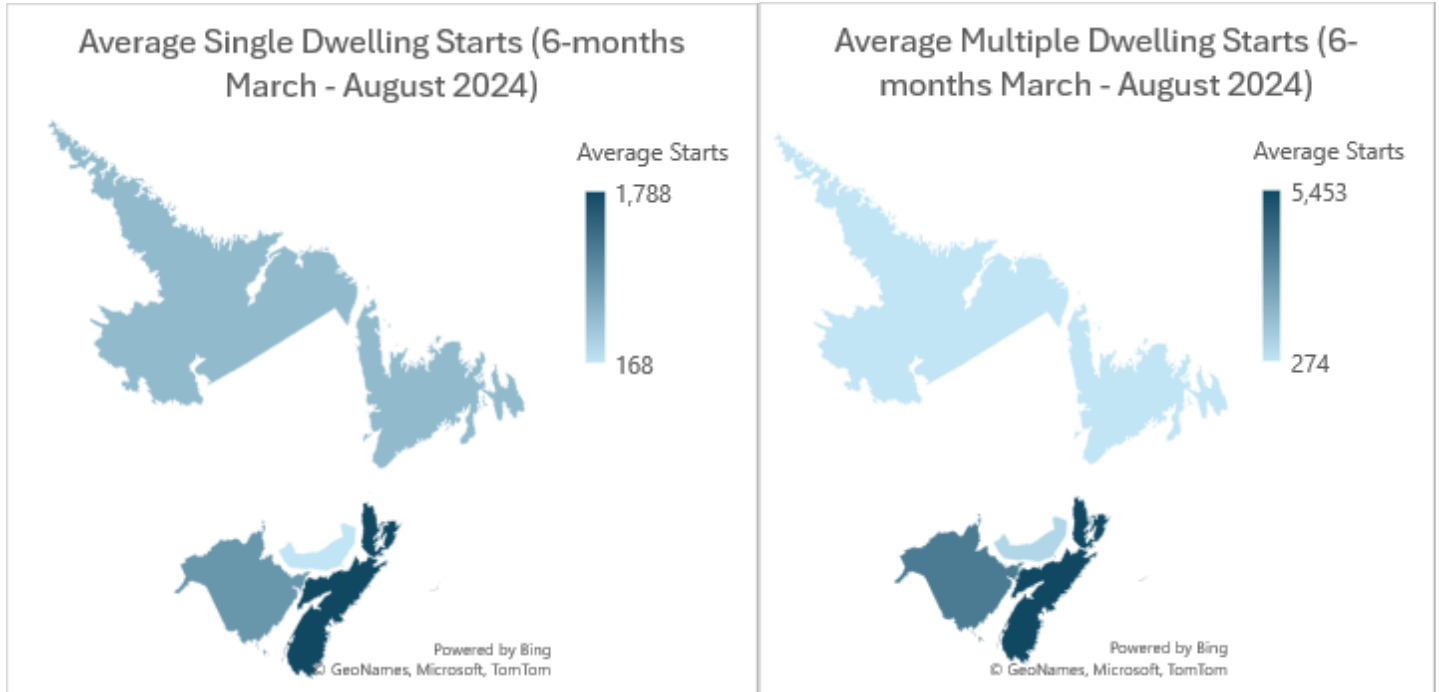 Average Single Dwelling Starts (6-months
March - August 2024)
Average Starts
1,788
168
Powered by Bing
© GeoNames, Microsoft, TomTom
Average Multiple Dwelling Starts (6-
months March - August 2024)
Average Starts
5,453
274
Powered by Bing
© GeoNames, Microsoft, TomTom